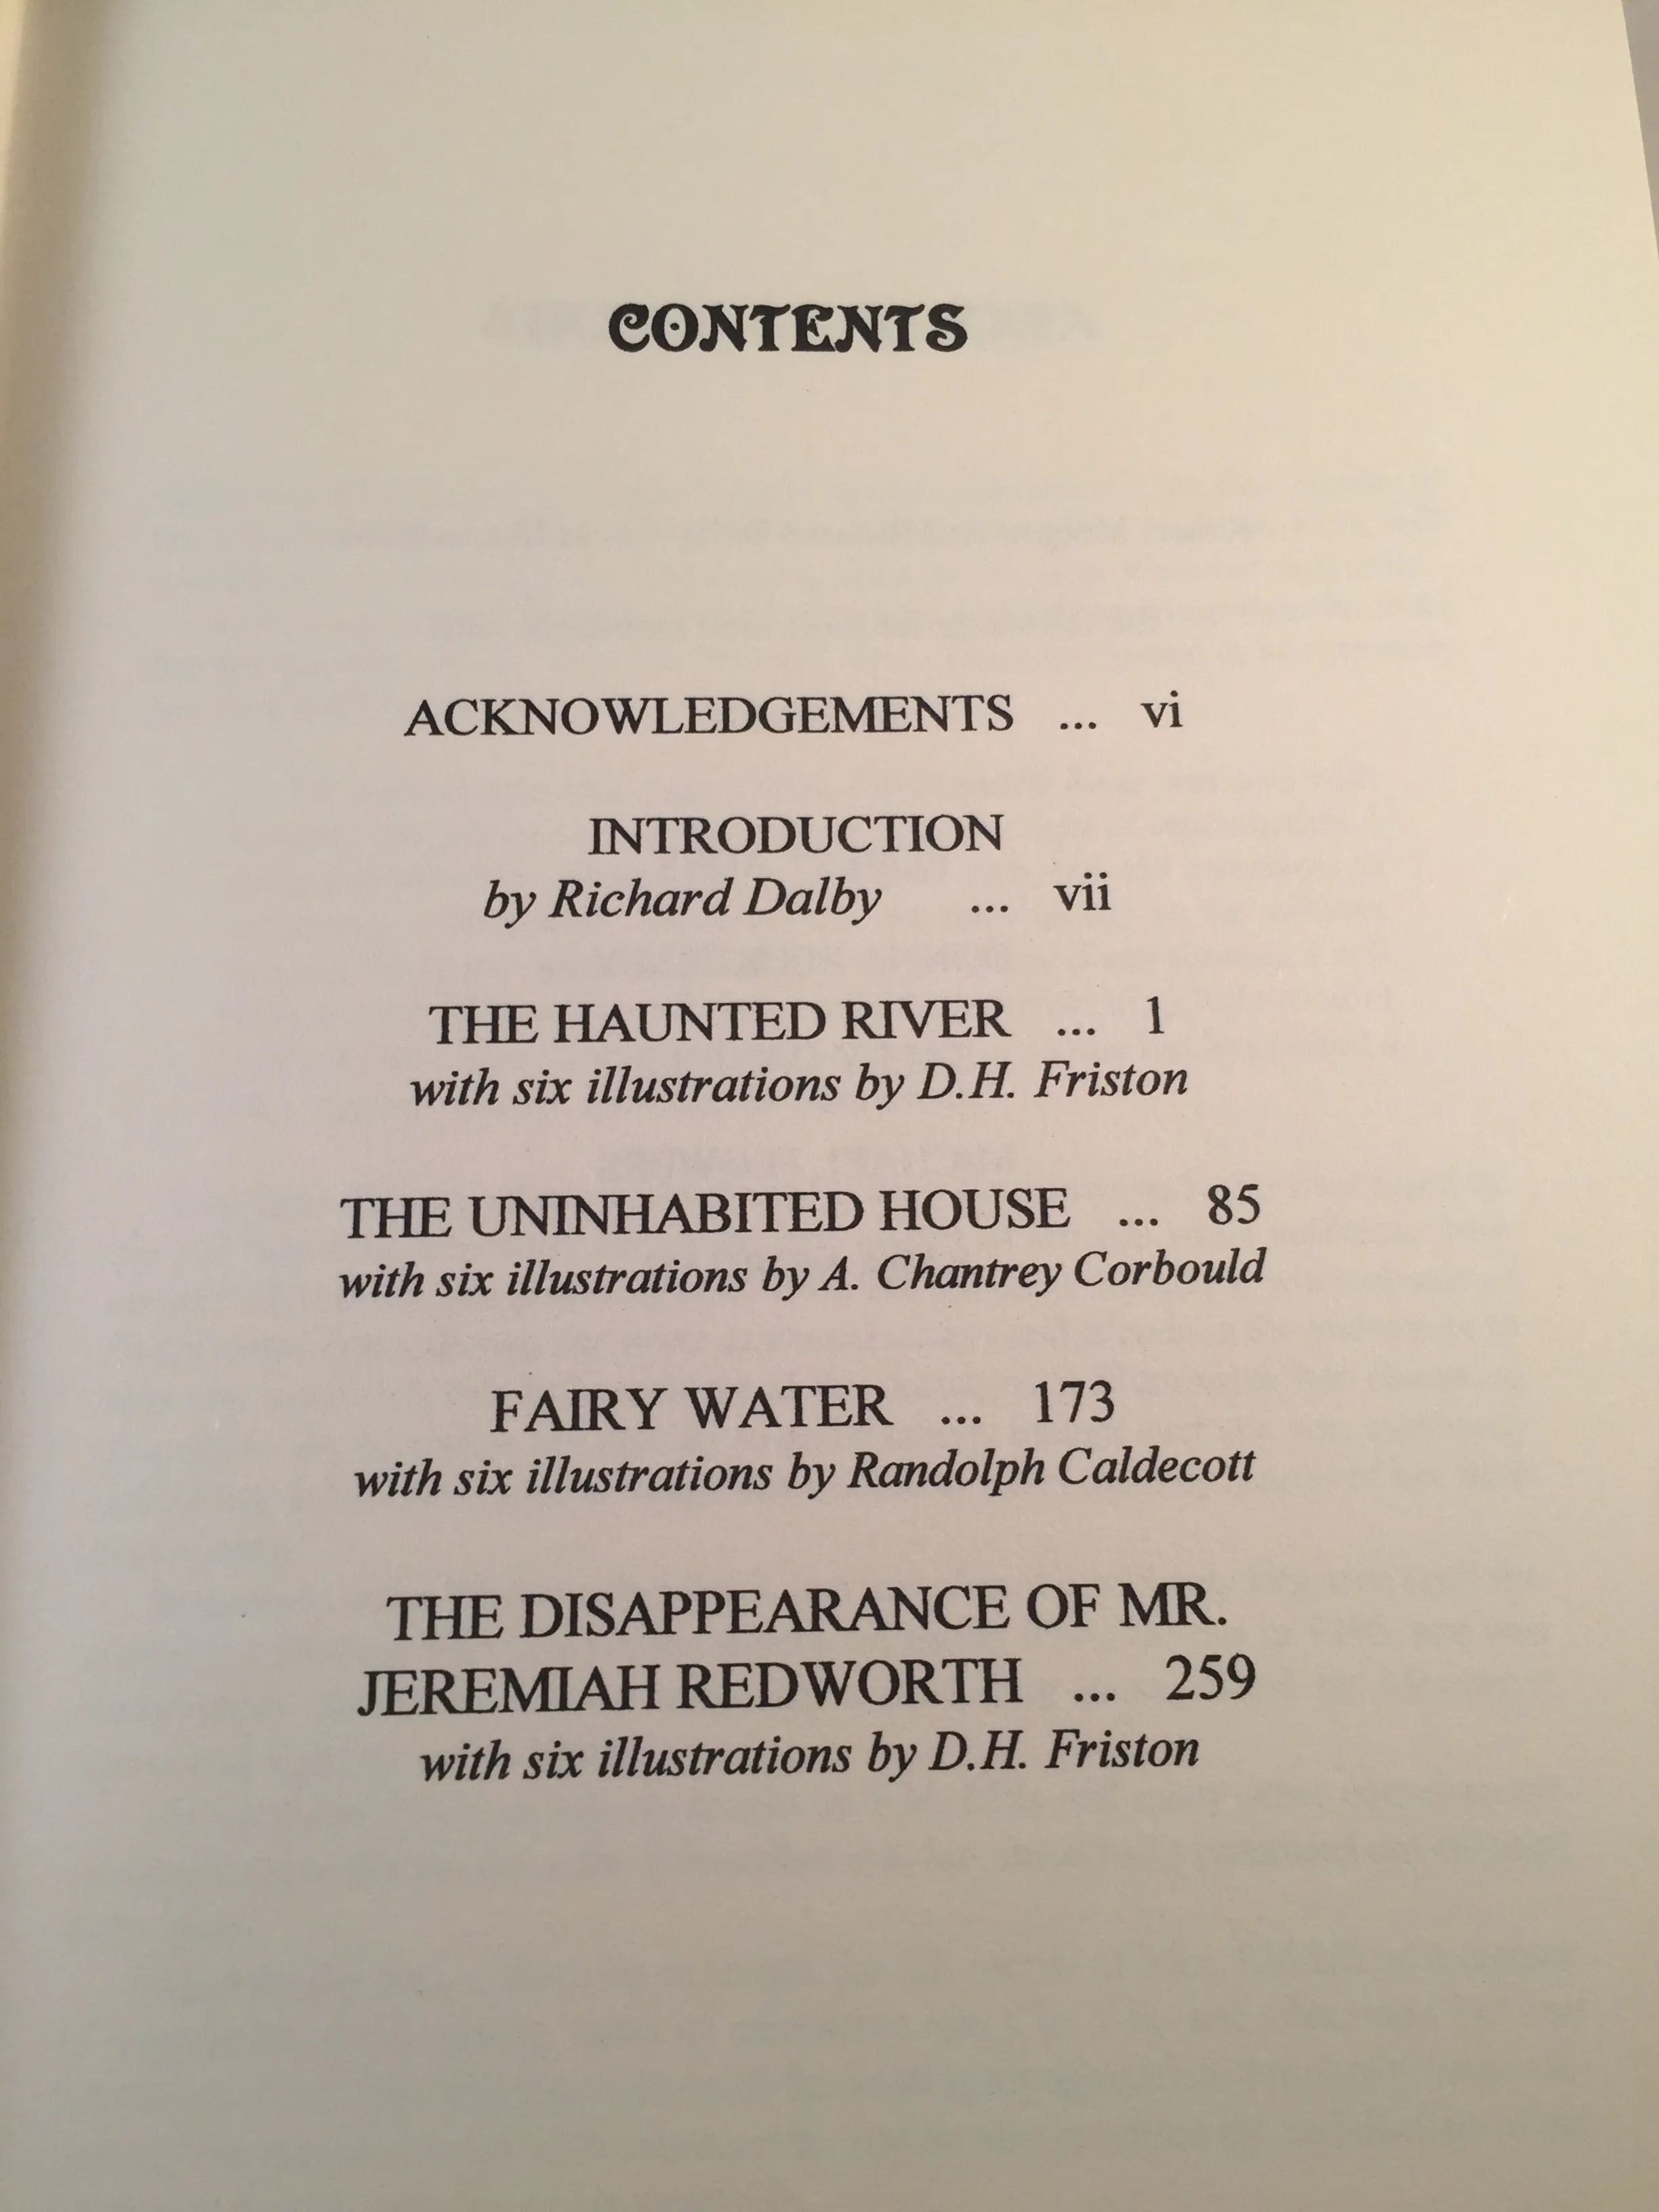 CONTENTS
ACKNOWLEDGEMENTS ... vi
INTRODUCTION
by Richard Dalby ... vii
THE HAUNTED RIVER ... 1
with six illustrations by D.H. Friston
THE UNINHABITED HOUSE ... 85
with six illustrations by A. Chantrey Corbould
FAIRY WATER ... 173
with six illustrations by Randolph Caldecott
THE DISAPPEARANCE OF MR.
JEREMIAH REDWORTH ... 259
with six illustrations by D.H. Friston